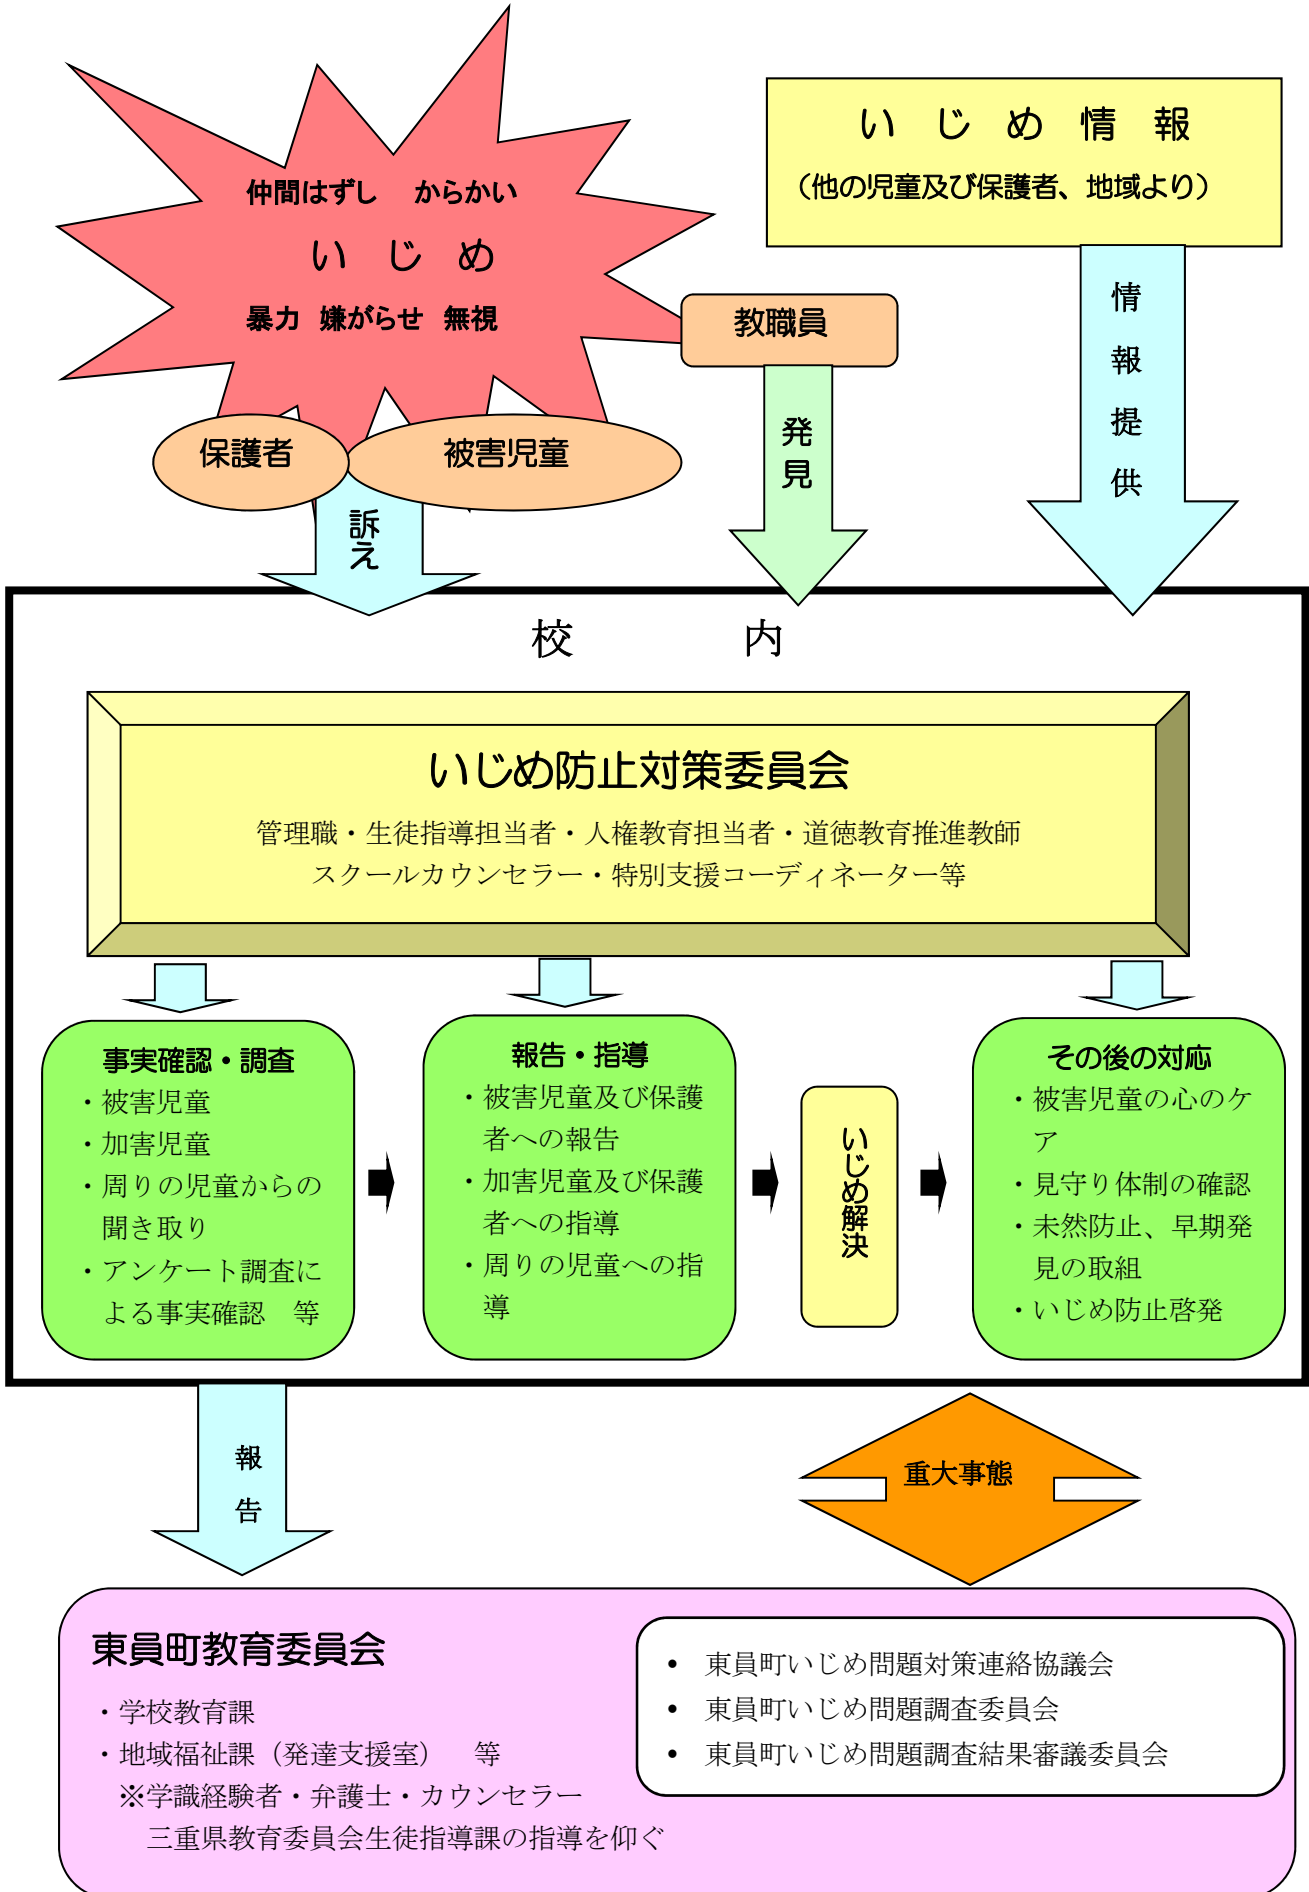 仲間はずし　からかい
い　じ　め
暴力　嫌がらせ　無視
い　じ　め　情　報
（他の児童及び保護者、地域より）
教職員
保護者
被害児童
訴え
発見
情報提供
校　内
いじめ防止対策委員会
管理職・生徒指導担当者・人権教育担当者・道徳教育推進教師
スクールカウンセラー・特別支援コーディネーター等
事実確認・調査
・被害児童
・加害児童
・周りの児童からの
聞き取り
・アンケート調査に
よる事実確認　等
報告・指導
・被害児童及び保護
者への報告
・加害児童及び保護
者への指導
・周りの児童への指
導
いじめ解決
その後の対応
・被害児童の心のケ
ア
・見守り体制の確認
・未然防止、早期発
見の取組
・いじめ防止啓発
報告
重大事態
東員町教育委員会
・学校教育課
・地域福祉課（発達支援室）　等
※学識経験者・弁護士・カウンセラー
三重県教育委員会生徒指導課の指導を仰ぐ
• 東員町いじめ問題対策連絡協議会
• 東員町いじめ問題調査委員会
• 東員町いじめ問題調査結果審議委員会